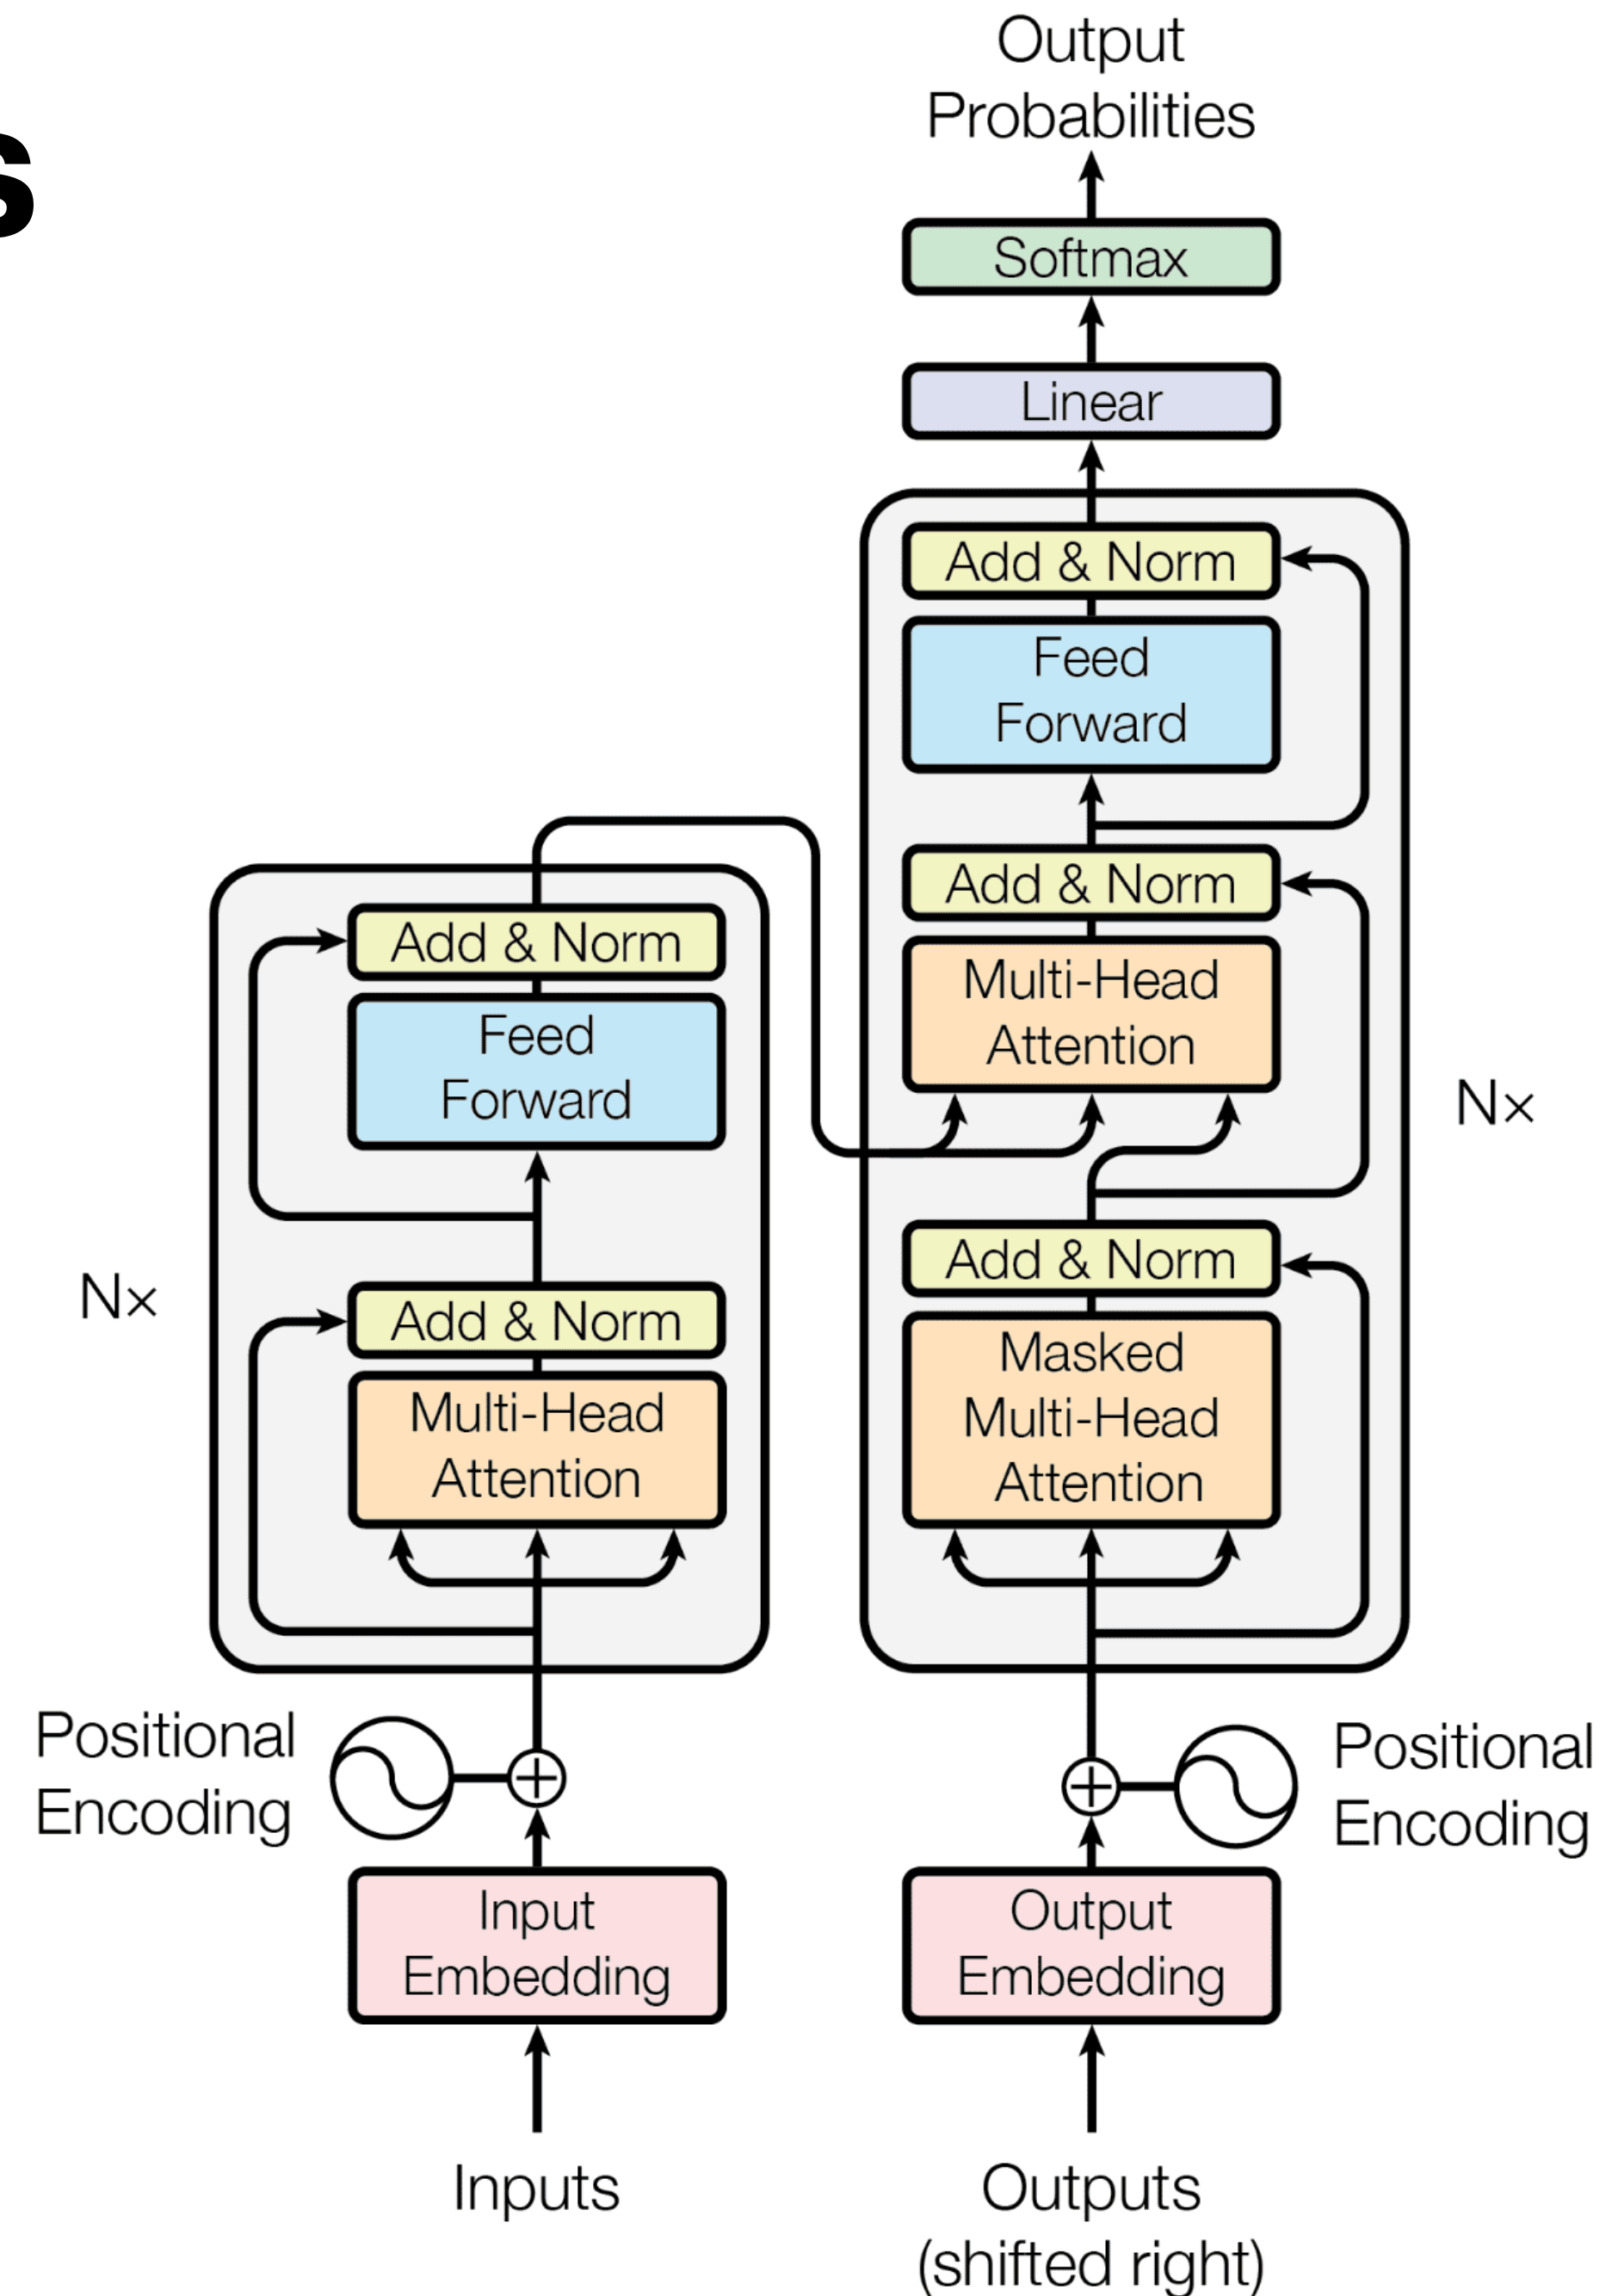 s
Output
Probabilities
Softmax
Linear
Add & Norm
Feed
Forward
Add & Norm
Multi-Head
Attention
Nx
Add & Norm
Masked
Multi-Head
Attention
Add & Norm
Feed
Forward
Nx
Add & Norm
Multi-Head
Attention
Positional
Encoding
Positional
Encoding
Input
Embedding
Output
Embedding
Inputs
Outputs
(shifted right)